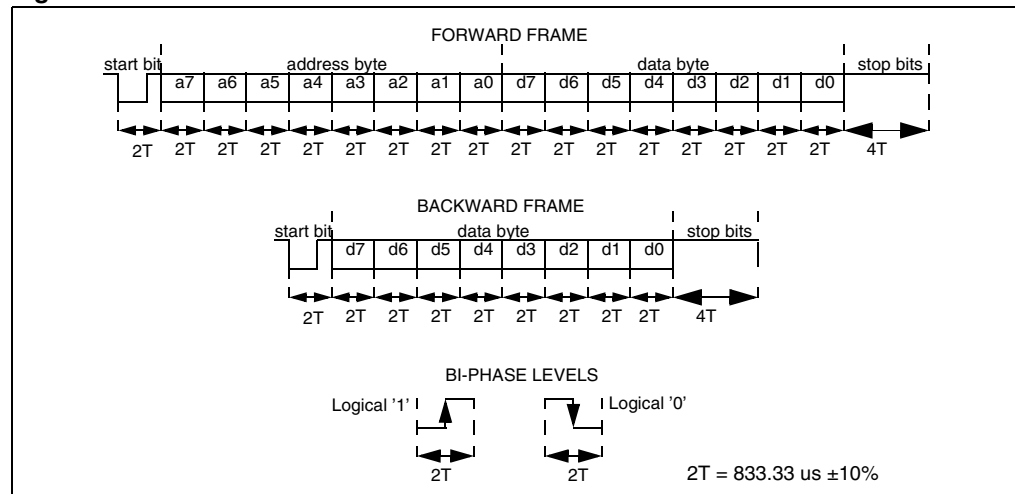 FORWARD FRAME
start bit address byte data byte stop bits
a7 a6 a5 a4 a3 a2 a1 a0 d7 d6 d5 d4 d3 d2 d1 d0
2T 2T 2T 2T 2T 2T 2T 2T 2T 2T 2T 2T 2T 2T 2T 2T 2T 4T
BACKWARD FRAME
start bit data byte stop bits
d7 d6 d5 d4 d3 d2 d1 d0
2T 2T 2T 2T 2T 2T 2T 2T 2T 4T
BI-PHASE LEVELS
Logical '1' Logical '0'
2T 2T
2T = 833.33 us ±10%